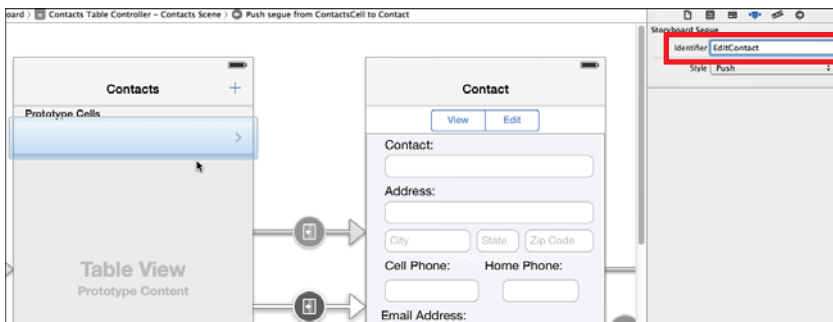 oard ⟩ Contacts Table Controller – Contacts Scene ⟩ Push segue from ContactsCell to Contact
Storyboard Segue
Identifier EditContact
Style Push
Contacts +
Prototype Cells
Table View
Prototype Content
Contact
View Edit
Contact:
Address:
City State Zip Code
Cell Phone: Home Phone:
Email Address: